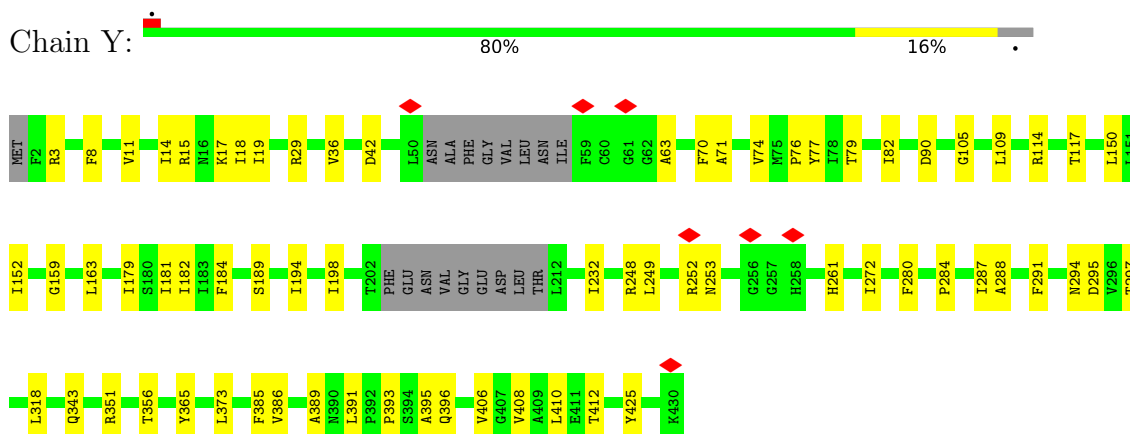 Chain Y:
80% 16%
MET F2 R3 F8 V11 I14 R15 N16 K17 I18 I19 R29 V36 D42 L50 ASN ALA PHE GLY VAL LEU ASN ILE F59 C60 G61 G62 A63 F70 A71 V74 M75 P76 Y77 I78 T79 I82 D90 G105 L109 R114 T117 L150 L151
I152 G159 L163 I179 S180 I181 I182 I183 F184 S189 I194 I198 T202 PHE GLU ASN VAL GLY GLU ASP LEU THR L212 I232 R248 L249 R252 N253 G256 G257 H258 H261 I272 F280 P284 I287 A288 F291 N294 D295 V296 T297
L318 Q343 R351 T356 Y365 L373 F385 V386 A389 N390 L391 P392 P393 S394 A395 Q396 V406 G407 V408 A409 L410 E411 T412 Y425 K430